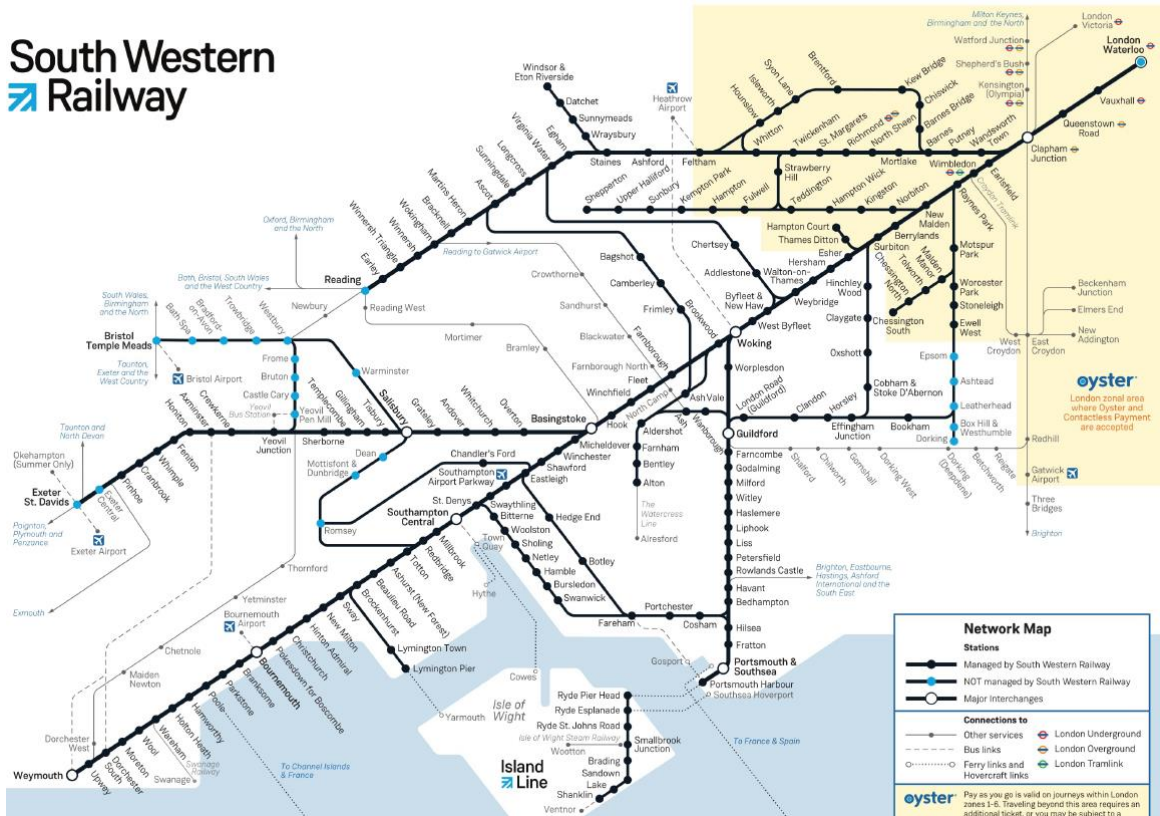 South Western
Railway
Milton Keynes,
Birmingham and the North
London
Victoria
Watford Junction
London
Waterloo
Shepherd's Bush
Kensington
(Olympia)
Vauxhall
Queenstown
Road
Clapham
Junction
Windsor &
Eton Riverside
Datchet
Sunnymeads
Wraysbury
Heathrow
Airport
Hounslow
Isleworth
Syon Lane
Brentford
Kew Bridge
Chiswick
Barnes Bridge
Whitton
Twickenham
St. Margarets
Richmond
North Sheen
Mortlake
Barnes
Putney
Wandsworth
Town
Wimbledon
Earlsfield
Raynes Park
Croydon Tramlink
Virginia Water
Egham
Staines
Ashford
Feltham
Strawberry
Hill
Shepperton
Upper Halliford
Sunbury
Kempton Park
Hampton
Fulwell
Teddington
Hampton Wick
Kingston
Norbiton
New
Malden
Berrylands
Surbiton
Hampton Court
Thames Ditton
Esher
Hersham
Walton-on-
Thames
Weybridge
Byfleet &
New Haw
West Byfleet
Chertsey
Addlestone
Motspur
Park
Malden
Manor
Tolworth
Chessington
North
Chessington
South
Worcester
Park
Stoneleigh
Ewell
West
Epsom
Ashtead
Leatherhead
Box Hill &
Westhumble
Dorking
Hinchley
Wood
Claygate
Oxshott
Cobham &
Stoke D'Abernon
Bookham
Effingham
Junction
Horsley
Clandon
London Road
(Guildford)
Beckenham
Junction
Elmers End
New
Addington
West
Croydon
East
Croydon
oyster
London zonal area
where Oyster and
Contactless Payment
are accepted
Redhill
Gatwick
Airport
Three
Bridges
Brighton
Shalford
Chilworth
Gomshall
Dorking West
Dorking
(Deepdene)
Betchworth
Reigate
Longcross
Sunningdale
Ascot
Martins Heron
Bracknell
Wokingham
Winnersh
Winnersh Triangle
Earley
Reading
Oxford, Birmingham
and the North
Bath, Bristol, South Wales
and the West Country
Reading to Gatwick Airport
Reading West
Newbury
Mortimer
Bramley
Crowthorne
Sandhurst
Blackwater
Farnborough North
North Camp
Bagshot
Camberley
Frimley
Brookwood
Woking
Farnborough
Fleet
Winchfield
Hook
Basingstoke
Ash Vale
Ash
Wanborough
Aldershot
Farnham
Bentley
Alton
The
Watercress
Line
Alresford
Worplesdon
Guildford
Farncombe
Godalming
Milford
Witley
Haslemere
Liphook
Liss
Petersfield
Rowlands Castle
Havant
Bedhampton
Hilsea
Fratton
Portsmouth &
Southsea
Portsmouth Harbour
Southsea Hoverport
Gosport
Brighton, Eastbourne,
Hastings, Ashford
International and the
South East
South Wales,
Birmingham
and the North
Bristol
Temple Meads
Taunton,
Exeter and the
West Country
Bristol Airport
Bath Spa
Bradford-
on-Avon
Trowbridge
Westbury
Frome
Bruton
Castle Cary
Yeovil
Bus Station
Yeovil
Pen Mill
Yeovil
Junction
Warminster
Salisbury
Tisbury
Gillingham
Templecombe
Sherborne
Crewkerne
Axminster
Honiton
Feniton
Whimple
Cranbrook
Pinhoe
Exeter
Central
Exeter
St. Davids
Exeter Airport
Taunton and
North Devan
Okehampton
(Summer Only)
Poignton,
Plymouth and
Penzance
Exmouth
Grateley
Andover
Whitchurch
Overton
Dean
Mottisfont &
Dunbridge
Romsey
Chandler's Ford
Southampton
Airport Parkway
Micheldever
Winchester
Shawford
Eastleigh
Hedge End
Botley
St. Denys
Swaythling
Bitterne
Woolston
Sholing
Netley
Hamble
Bursledon
Swanwick
Fareham
Portchester
Cosham
Southampton
Central
Town
Quay
Hythe
Millbrook
Redbridge
Totton
Ashurst (New Forest)
Beaulieu Road
Brockenhurst
Lymington Town
Lymington Pier
Sway
New Milton
Hinton Admiral
Christchurch
Pokesdown for Boscombe
Bournemouth
Bournemouth
Airport
Branksome
Parkstone
Poole
Hamworthy
Holton Heath
Wareham
Swanage
Railway
Swanage
Wool
Moreton
Dorchester
South
Upwey
Weymouth
Dorchester
West
Maiden
Newton
Chetnole
Yetminster
Thornford
To Channel Islands
& France
Yarmouth
Cowes
Isle of
Wight
Island
Line
Ryde Pier Head
Ryde Esplanade
Ryde St. Johns Road
Isle of Wight Steam Railway
Wootton
Smallbrook
Junction
Brading
Sandown
Lake
Shanklin
Ventnor
To France & Spain
Network Map
Stations
Managed by South Western Railway
NOT managed by South Western Railway
Major Interchanges
Connections to
Other services
Bus links
Ferry links and
Hovercraft links
London Underground
London Overground
London Tramlink
oyster
Pay as you go is valid on journeys within London
zones 1-6. Traveling beyond this area requires an
additional ticket, or you may be subject to a